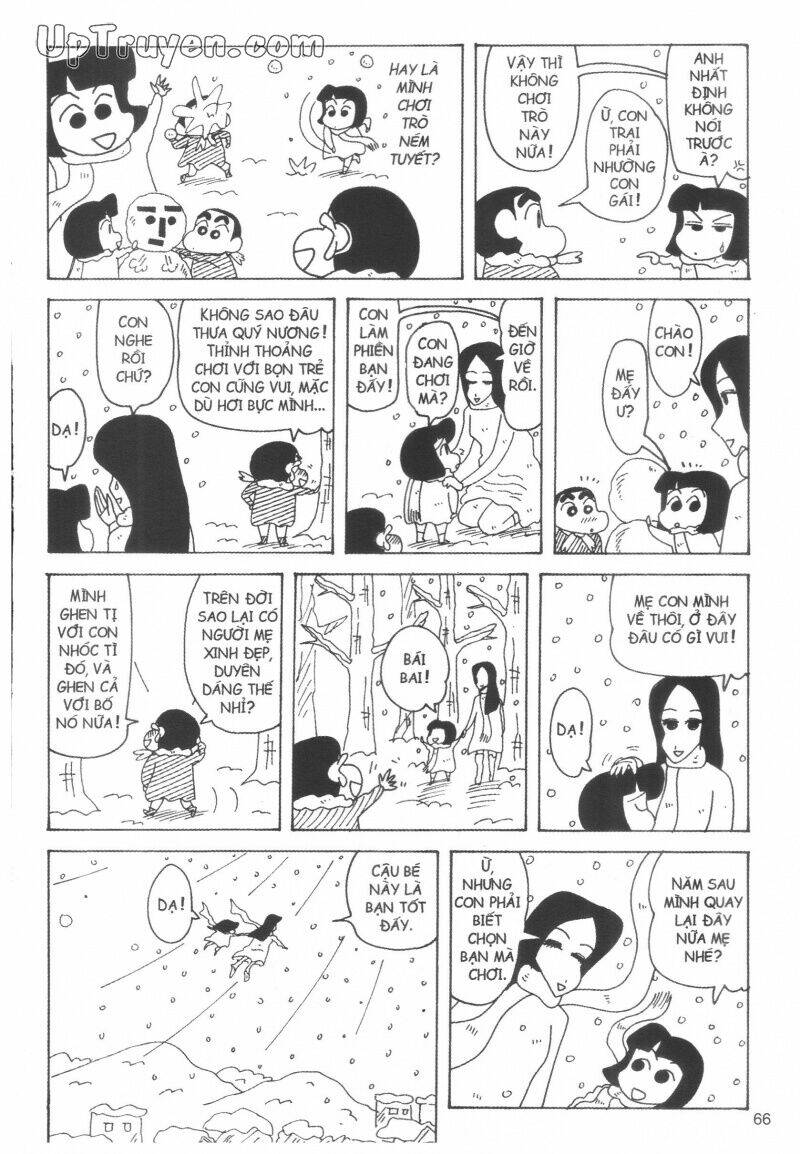 UpTruyen.com
ANH
NHẤT
ĐỊNH
KHÔNG
NÓI
TRƯỚC
À?
Ừ, CON
TRAI
PHẢI
NHƯỜNG
CON
GÁI!
VẬY THÌ
KHÔNG
CHƠI
TRÒ
NÀY
NỮA!
HAY LÀ
MÌNH
CHƠI
TRÒ
NÉM
TUYẾT?
CHÀO
CON!
MẸ
ĐẤY
Ư?
ĐẾN
GIỜ
VỀ
RỒI.
CON
ĐANG
CHƠI
MÀ?
CON
LÀM
PHIỀN
BẠN
ĐẤY!
KHÔNG SAO ĐÂU
THƯA QUÝ NƯƠNG!
THỈNH THOẢNG
CHƠI VỚI BỌN TRẺ
CON CŨNG VUI, MẶC
DÙ HƠI BỰC MÌNH...
CON
NGHE
RỒI
CHỨ?
DẠ!
MẸ CON MÌNH
VỀ THÔI, Ở ĐÂY
ĐÂU CÓ GÌ VUI!
DẠ!
BÁI
BAI!
TRÊN ĐỜI
SAO LẠI CÓ
NGƯỜI MẸ
XINH ĐẸP,
DUYÊN
DÁNG THẾ
NHỈ?
MÌNH
GHEN TỊ
VỚI CON
NHÓC TÌ
ĐÓ, VÀ
GHEN CẢ
VỚI BỐ
NÓ NỮA!
NĂM SAU
MÌNH QUAY
LẠI ĐÂY
NỮA MẸ
NHÉ?
Ừ,
NHƯNG
CON PHẢI
BIẾT
CHỌN
BẠN MÀ
CHƠI.
CẬU BÉ
NÀY LÀ
BẠN TỐT
ĐẤY.
DẠ!
66